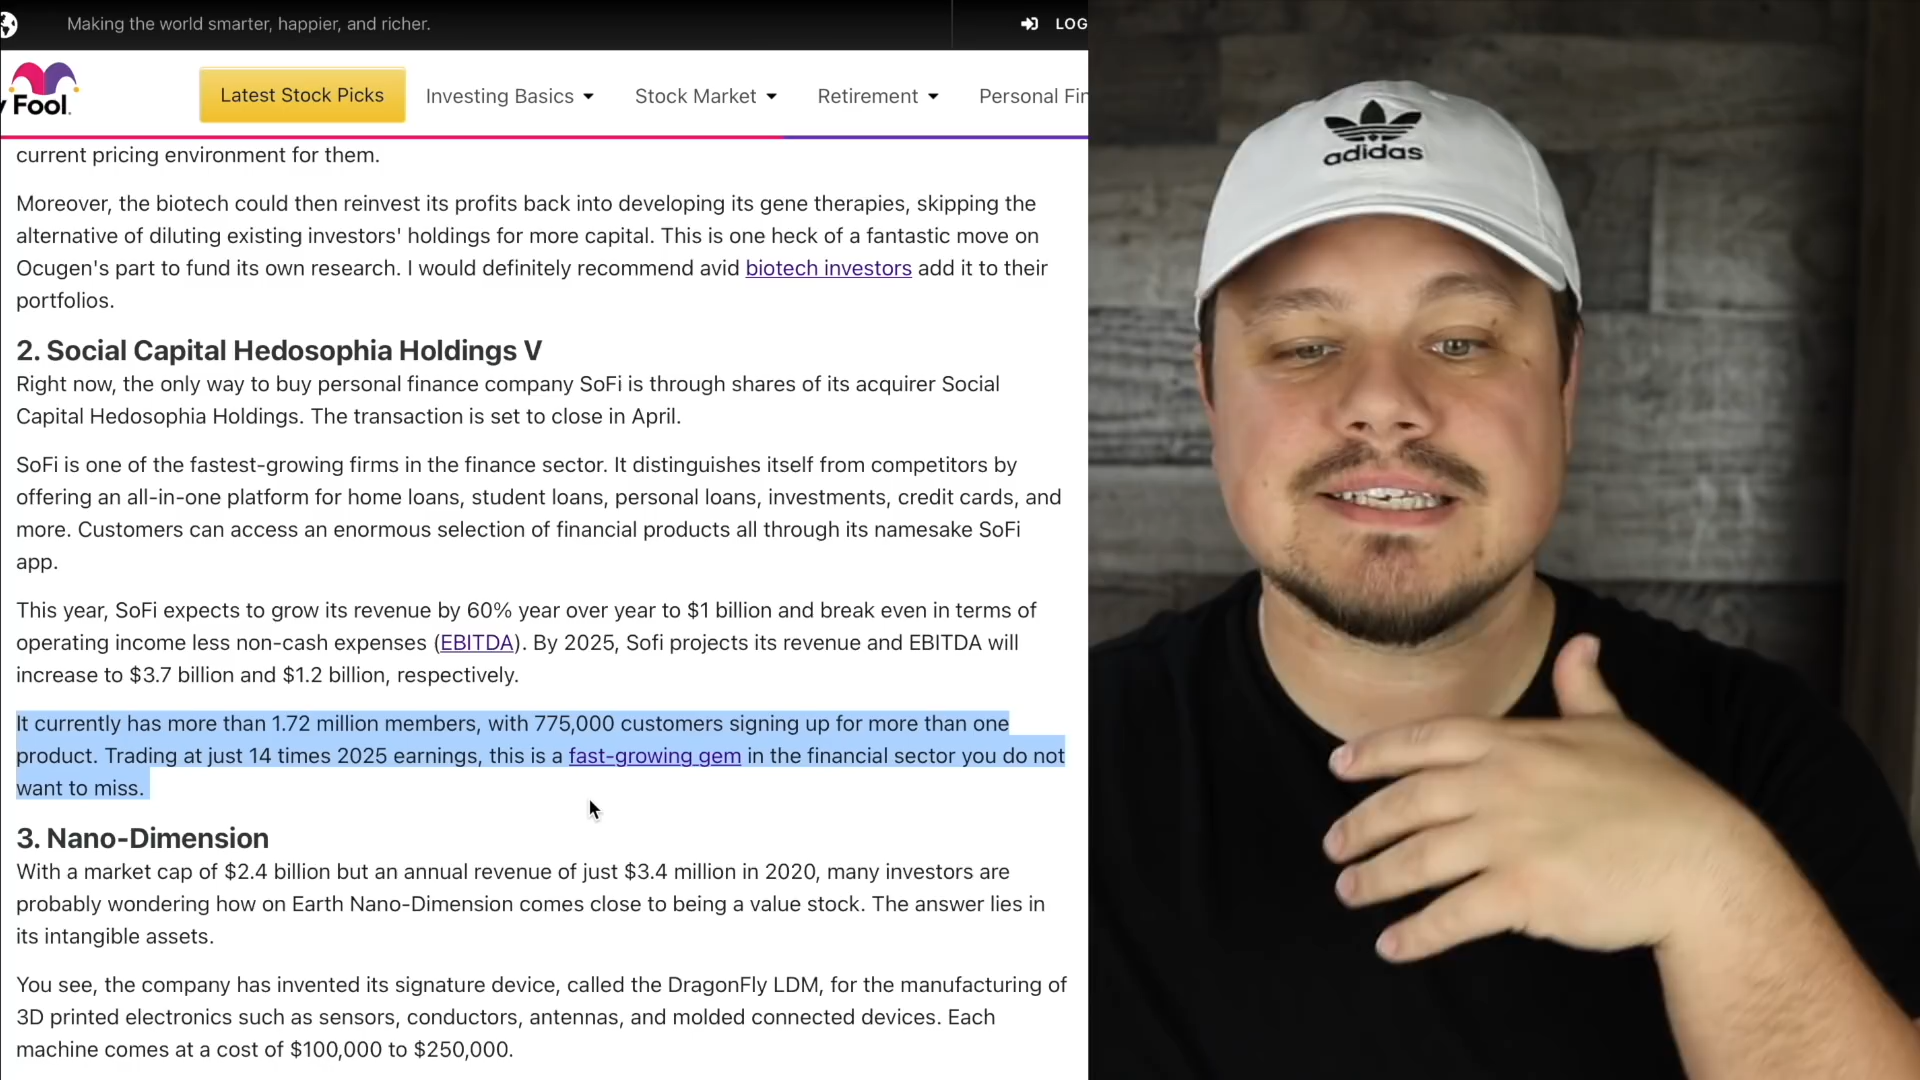 Making the world smarter, happier, and richer.
LOG
Fool.
Latest Stock Picks
Investing Basics
Stock Market
Retirement
Personal Fin
current pricing environment for them.
Moreover, the biotech could then reinvest its profits back into developing its gene therapies, skipping the
alternative of diluting existing investors' holdings for more capital. This is one heck of a fantastic move on
Ocugen's part to fund its own research. I would definitely recommend avid biotech investors add it to their
portfolios.
2. Social Capital Hedosophia Holdings V
Right now, the only way to buy personal finance company SoFi is through shares of its acquirer Social
Capital Hedosophia Holdings. The transaction is set to close in April.
SoFi is one of the fastest-growing firms in the finance sector. It distinguishes itself from competitors by
offering an all-in-one platform for home loans, student loans, personal loans, investments, credit cards, and
more. Customers can access an enormous selection of financial products all through its namesake SoFi
app.
This year, SoFi expects to grow its revenue by 60% year over year to $1 billion and break even in terms of
operating income less non-cash expenses (EBITDA). By 2025, Sofi projects its revenue and EBITDA will
increase to $3.7 billion and $1.2 billion, respectively.
It currently has more than 1.72 million members, with 775,000 customers signing up for more than one
product. Trading at just 14 times 2025 earnings, this is a fast-growing gem in the financial sector you do not
want to miss.
3. Nano-Dimension
With a market cap of $2.4 billion but an annual revenue of just $3.4 million in 2020, many investors are
probably wondering how on Earth Nano-Dimension comes close to being a value stock. The answer lies in
its intangible assets.
You see, the company has invented its signature device, called the DragonFly LDM, for the manufacturing of
3D printed electronics such as sensors, conductors, antennas, and molded connected devices. Each
machine comes at a cost of $100,000 to $250,000.
adidas